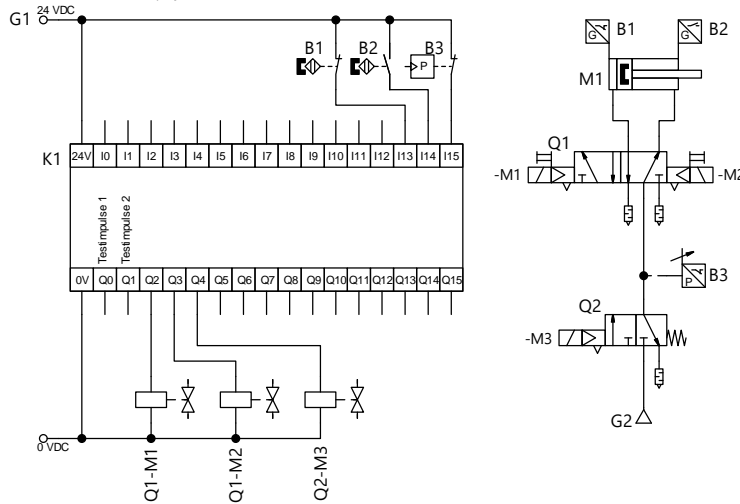 24 VDC
G1
B1 B2 B3
P
K1
24V I0 I1 I2 I3 I4 I5 I6 I7 I8 I9 I10 I11 I12 I13 I14 I15
Testimpulse 1
Testimpulse 2
0V Q0 Q1 Q2 Q3 Q4 Q5 Q6 Q7 Q8 Q9 Q10 Q11 Q12 Q13 Q14 Q15
0 VDC
Q1-M1
Q1-M2
Q2-M3
B1 B2
G G
M1
Q1
-M1 -M2
B3
P
Q2
-M3
G2